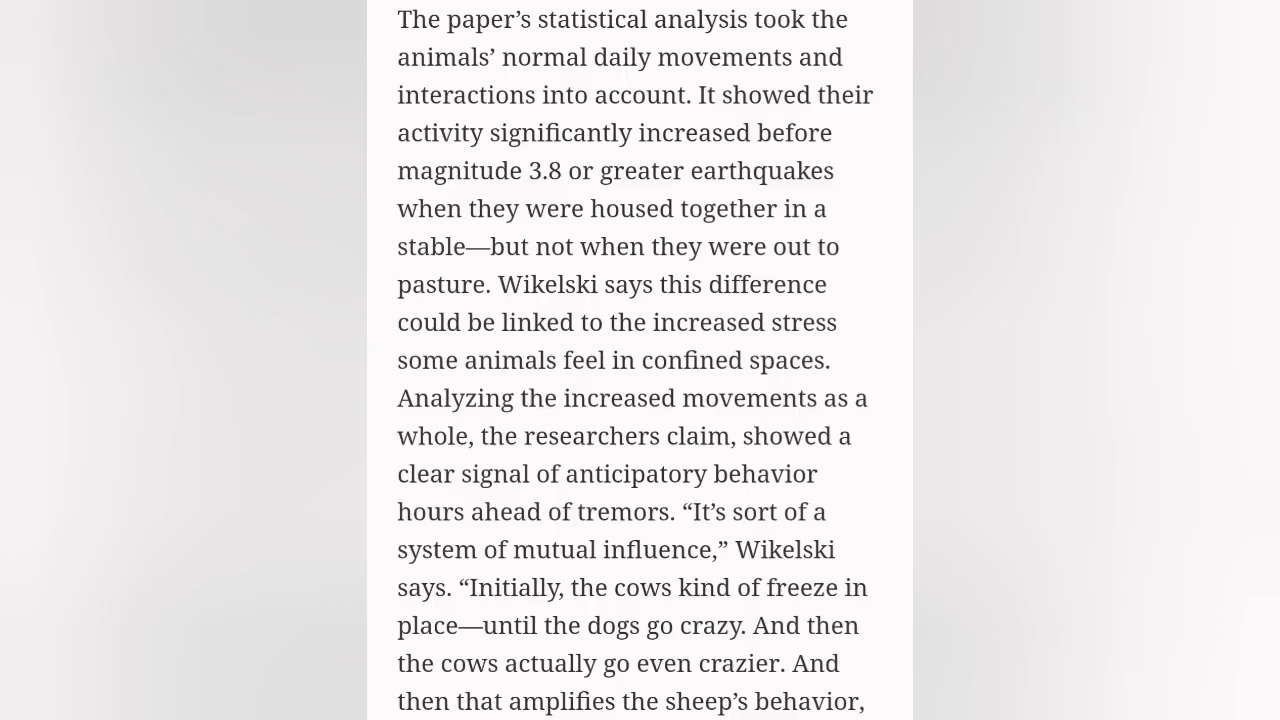 The paper’s statistical analysis took the
animals’ normal daily movements and
interactions into account. It showed their
activity significantly increased before
magnitude 3.8 or greater earthquakes
when they were housed together in a
stable—but not when they were out to
pasture. Wikelski says this difference
could be linked to the increased stress
some animals feel in confined spaces.
Analyzing the increased movements as a
whole, the researchers claim, showed a
clear signal of anticipatory behavior
hours ahead of tremors. “It’s sort of a
system of mutual influence,” Wikelski
says. “Initially, the cows kind of freeze in
place—until the dogs go crazy. And then
the cows actually go even crazier. And
then that amplifies the sheep’s behavior,